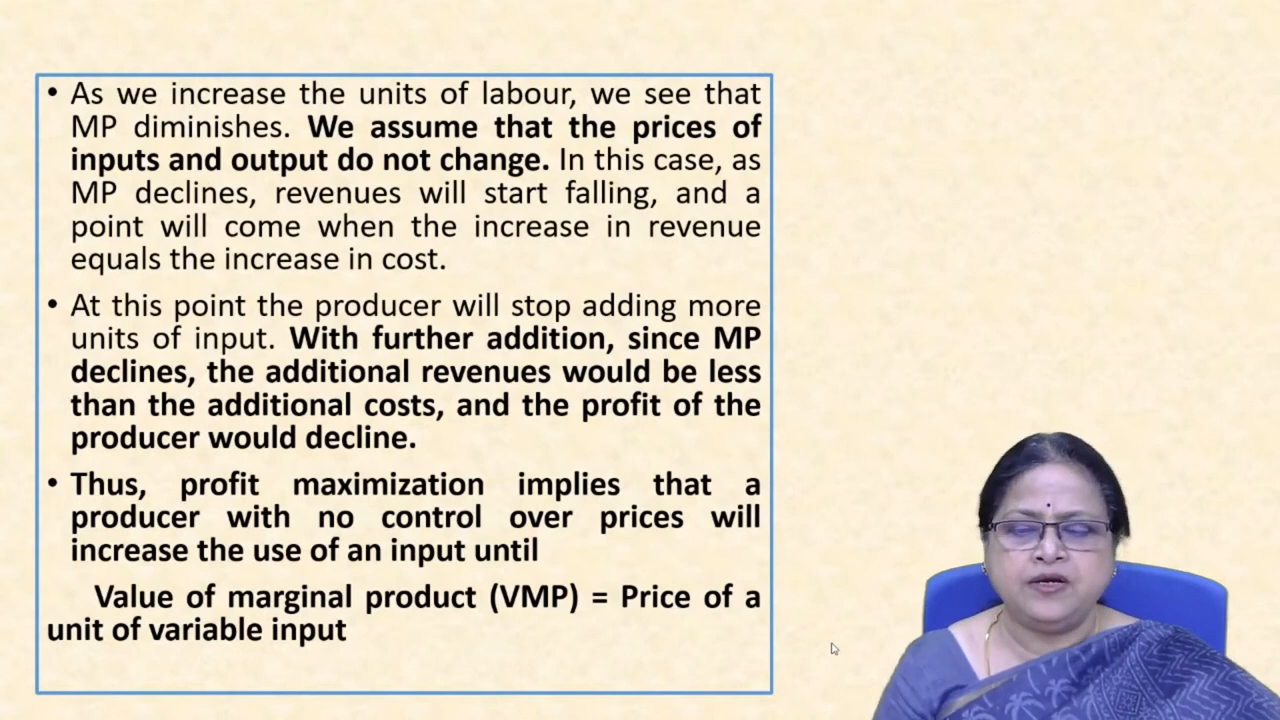 • As we increase the units of labour, we see that
MP diminishes. We assume that the prices of
inputs and output do not change. In this case, as
MP declines, revenues will start falling, and a
point will come when the increase in revenue
equals the increase in cost.
• At this point the producer will stop adding more
units of input. With further addition, since MP
declines, the additional revenues would be less
than the additional costs, and the profit of the
producer would decline.
• Thus, profit maximization implies that a
producer with no control over prices will
increase the use of an input until
Value of marginal product (VMP) = Price of a
unit of variable input